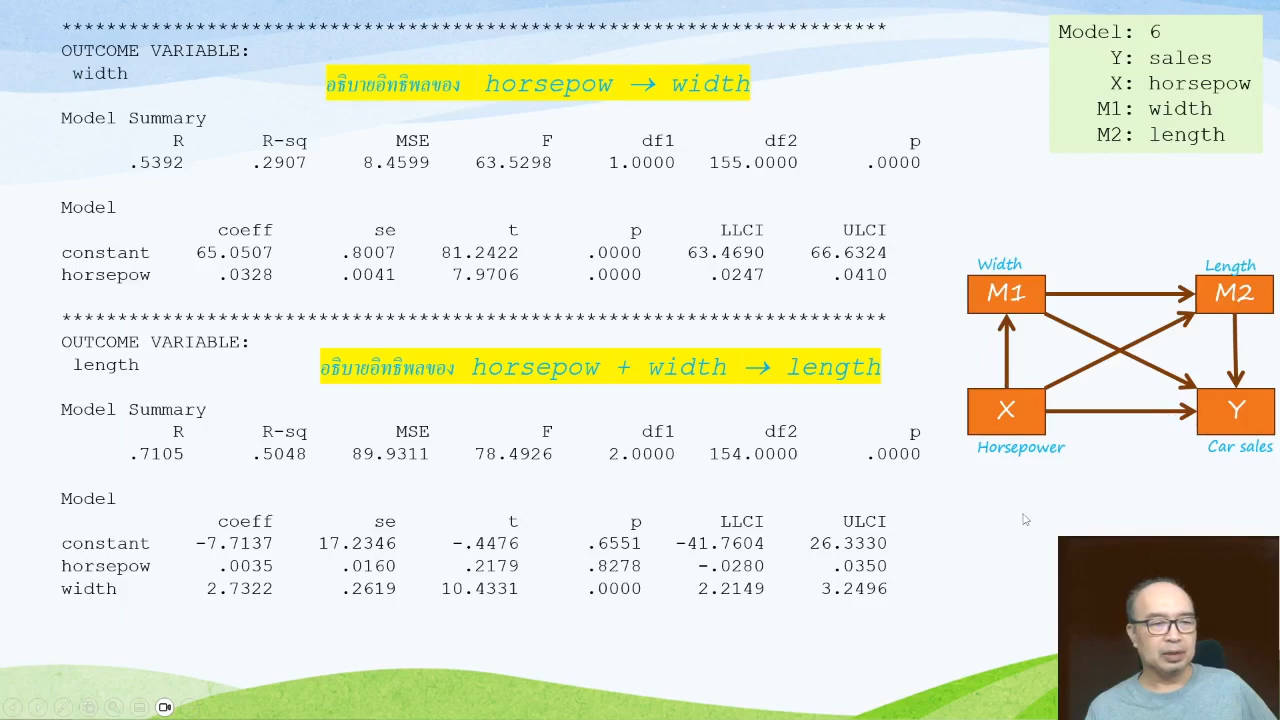 **************************************************************************
OUTCOME VARIABLE:
width
อธิบายอิทธิพลของ horsepow → width
Model Summary
R R-sq MSE F df1 df2 p
.5392 .2907 8.4599 63.5298 1.0000 155.0000 .0000
Model
coeff se t p LLCI ULCI
constant 65.0507 .8007 81.2422 .0000 63.4690 66.6324
horsepow .0328 .0041 7.9706 .0000 .0247 .0410
**************************************************************************
OUTCOME VARIABLE:
length
อธิบายอิทธิพลของ horsepow + width → length
Model Summary
R R-sq MSE F df1 df2 p
.7105 .5048 89.9311 78.4926 2.0000 154.0000 .0000
Model
coeff se t p LLCI ULCI
constant -7.7137 17.2346 -.4476 .6551 -41.7604 26.3330
horsepow .0035 .0160 .2179 .8278 -.0280 .0350
width 2.7322 .2619 10.4331 .0000 2.2149 3.2496
Model: 6
Y: sales
X: horsepow
M1: width
M2: length
Width Length
M1 M2
X Y
Horsepower Car sales